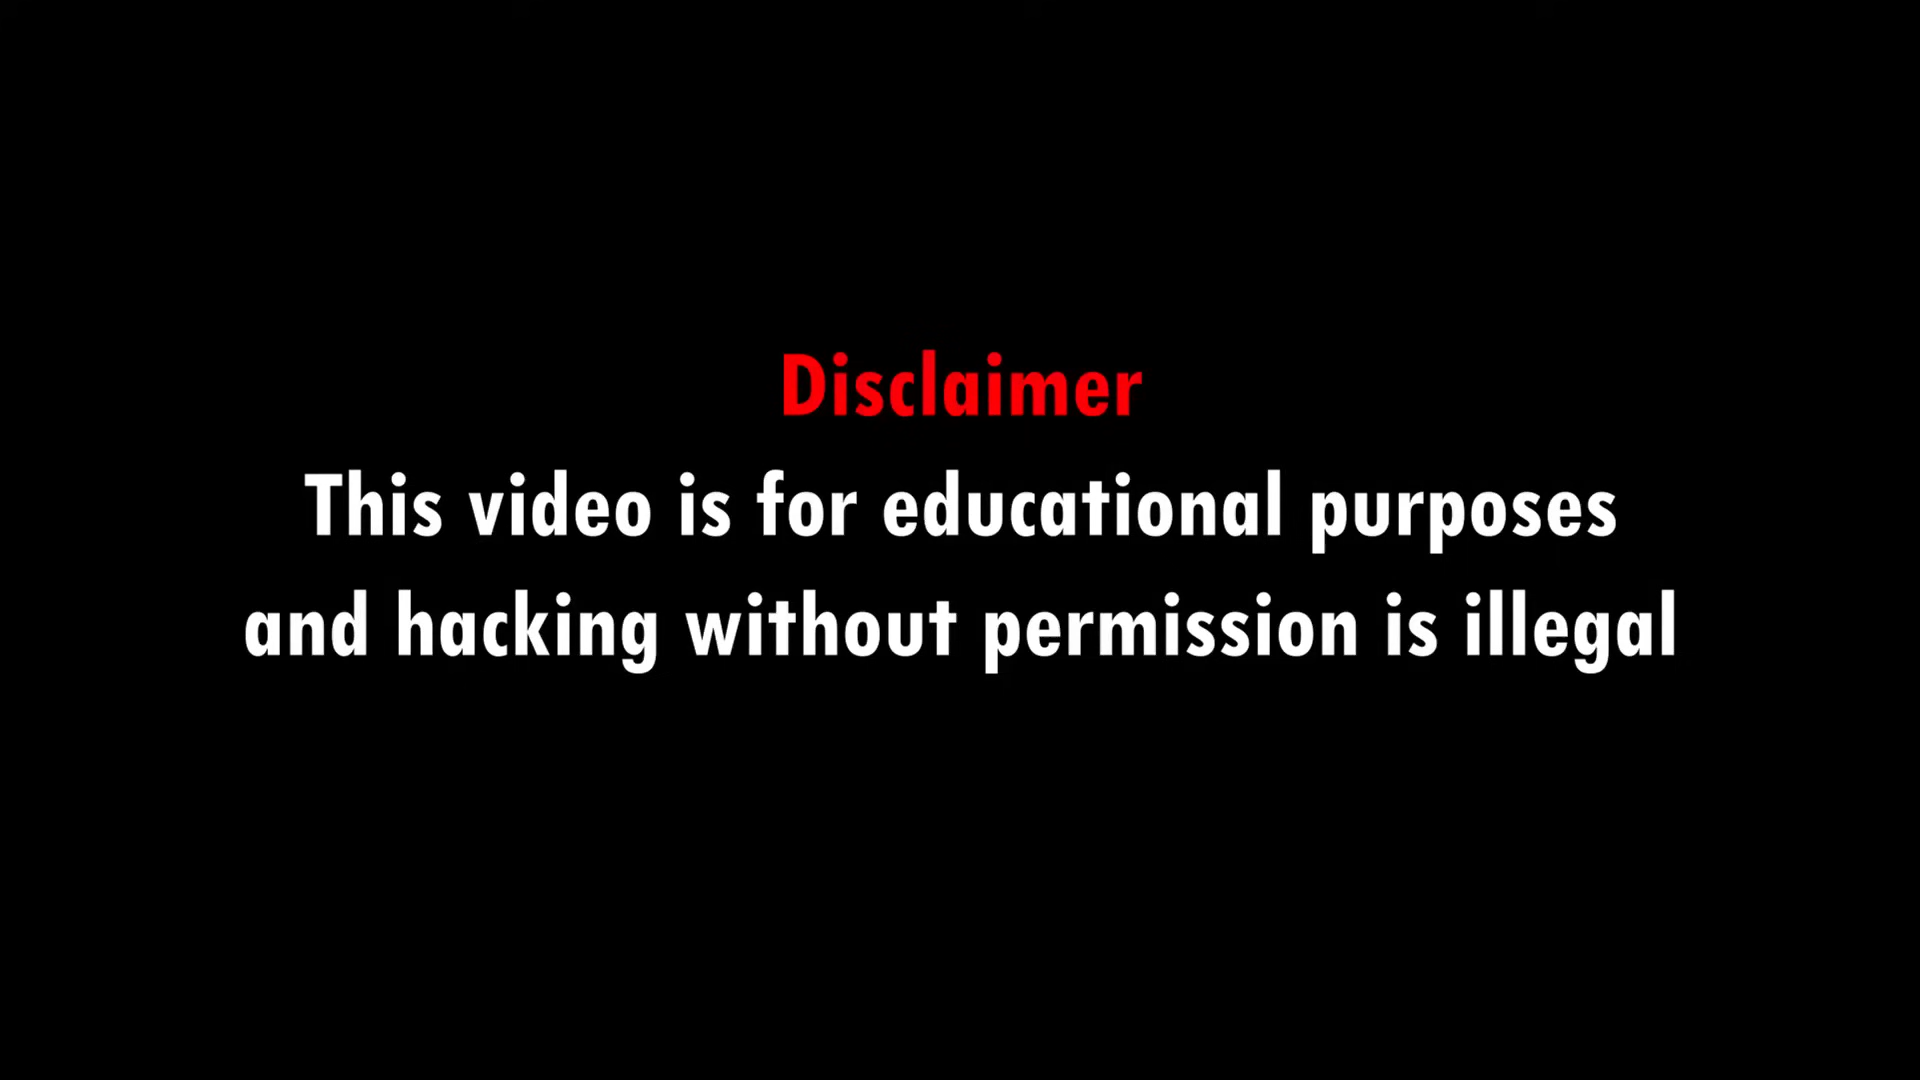 Disclaimer
This video is for educational purposes
and hacking without permission is illegal